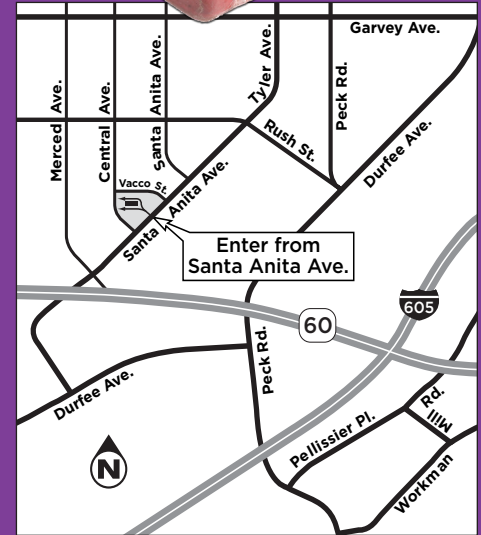 Garvey Ave.
Merced Ave.
Central Ave.
Santa Anita Ave.
Tyler Ave.
Peck Rd.
Rush St.
Durfee Ave.
Vacco St.
Santa Anita Ave.
Enter from
Santa Anita Ave.
60
605
Peck Rd.
Durfee Ave.
Pellissier Pl.
Mill Rd.
Workman
N